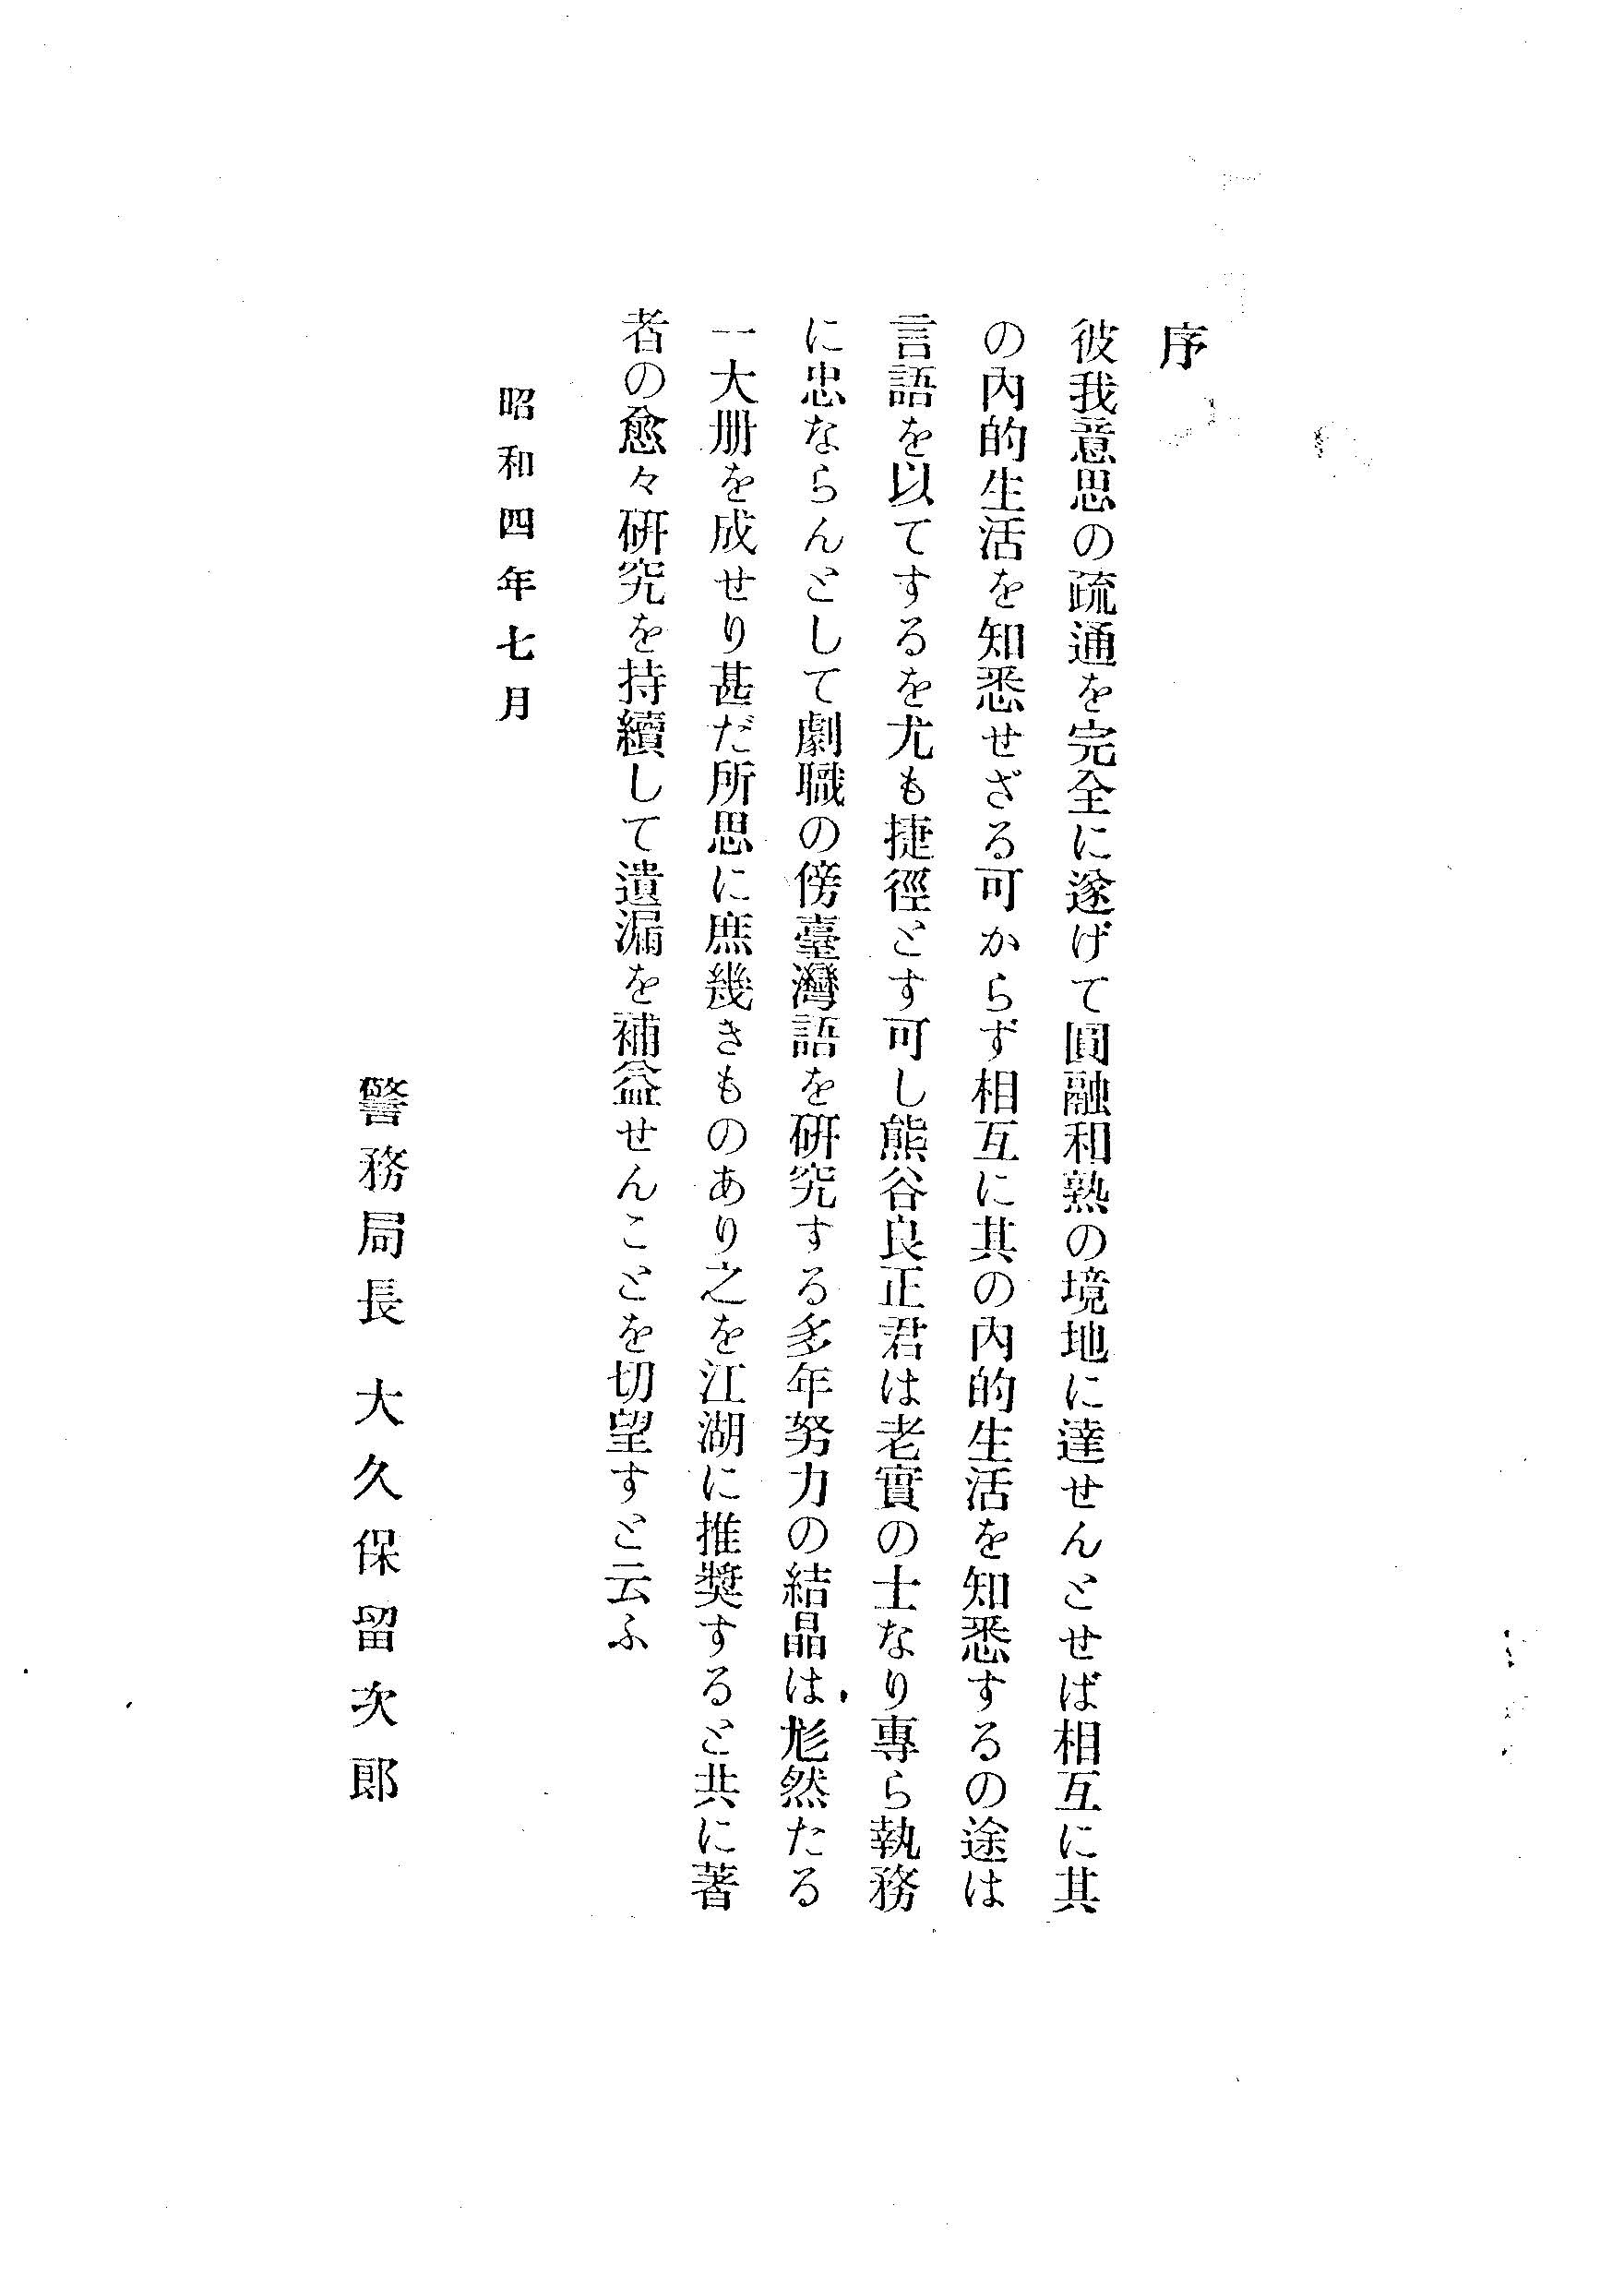 序
彼我意思の疏通を完全に遂げて圓融和熟の境地に達せんとせば相互に其
の内的生活を知悉せざる可からず相互に其の内的生活を知悉するの途は
言語を以てするを尤も捷徑とす可し熊谷良正君は老實の士なり專ら執務
に忠ならんとして劇職の傍臺灣語を硏究する多年努力の結晶は尨然たる
一大册を成せり甚だ所思に庶幾きものあり之を江湖に推奬すると共に著
者の愈々硏究を持續して遺漏を補益せんことを切望すと云ふ
昭和四年七月
警務局長 大久保留次郎